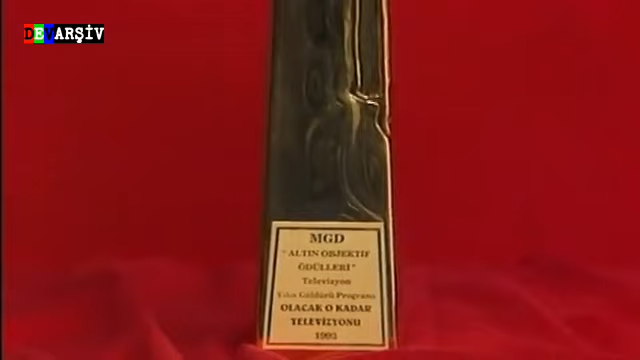 DEVARŞİV
MGD
"ALTIN OBJEKTİF
ÖDÜLLERİ"
Televizyon
Yılın Güldürü Programı
OLACAK O KADAR
TELEVİZYONU